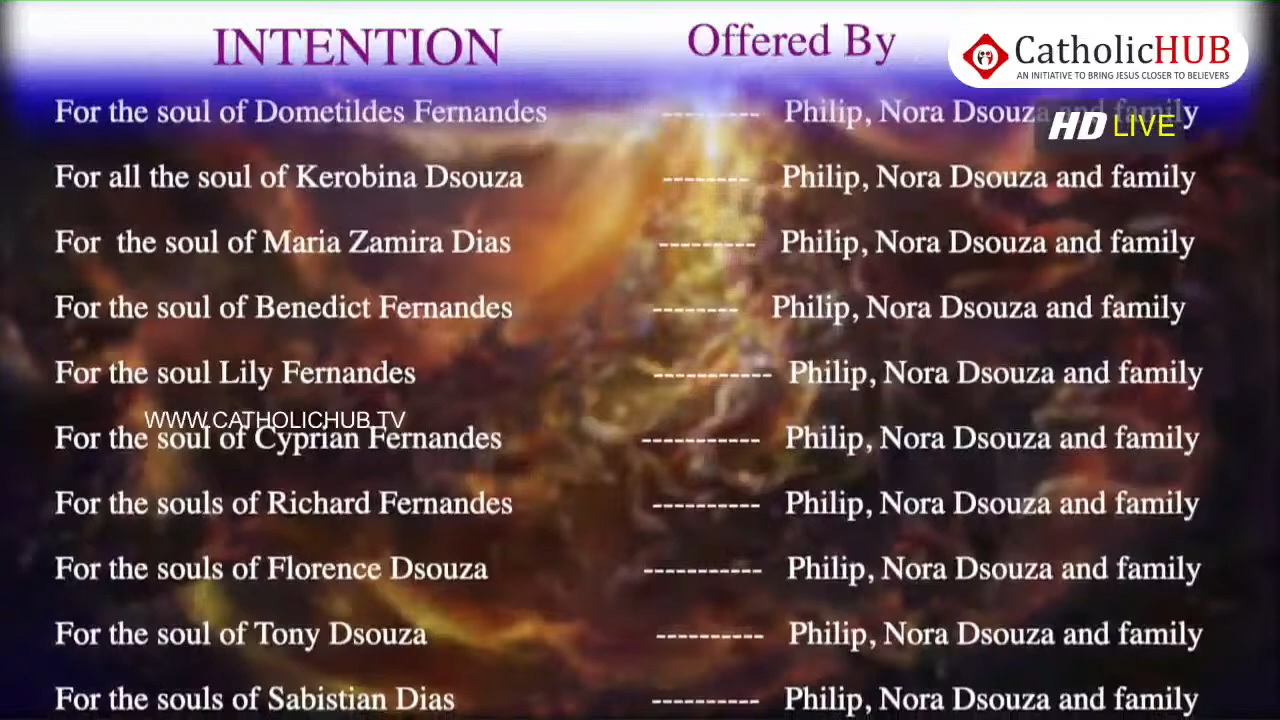 INTENTION Offered By
CatholicHUB
AN INITIATIVE TO BRING JESUS CLOSER TO BELIEVERS
For the soul of Dometildes Fernandes --------- Philip, Nora Dsouza and family
HD LIVE
For all the soul of Kerobina Dsouza -------- Philip, Nora Dsouza and family
For the soul of Maria Zamira Dias --------- Philip, Nora Dsouza and family
For the soul of Benedict Fernandes -------- Philip, Nora Dsouza and family
For the soul Lily Fernandes ----------- Philip, Nora Dsouza and family
WWW.CATHOLICHUB.TV
For the soul of Cyprian Fernandes ----------- Philip, Nora Dsouza and family
For the souls of Richard Fernandes ---------- Philip, Nora Dsouza and family
For the souls of Florence Dsouza ----------- Philip, Nora Dsouza and family
For the soul of Tony Dsouza ---------- Philip, Nora Dsouza and family
For the souls of Sabistian Dias ---------- Philip, Nora Dsouza and family